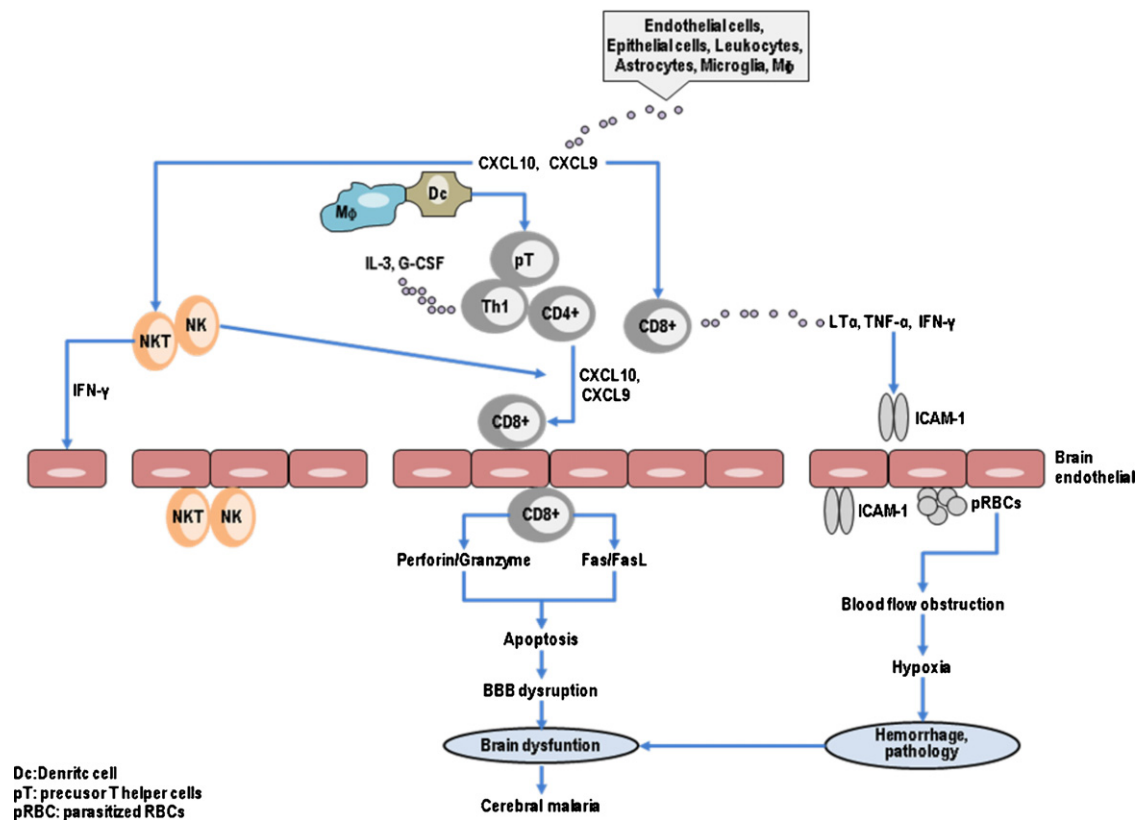 Endothelial cells,
Epithelial cells, Leukocytes,
Astrocytes, Microglia, Mϕ
CXCL10, CXCL9
Dc
Mϕ
pT
IL-3, G-CSF
Th1
CD4+
CD8+
LTα, TNF-α, IFN-γ
NK
NKT
IFN-γ
CXCL10,
CXCL9
CD8+
ICAM-1
Brain
endothelial
NKT
NK
CD8+
ICAM-1
pRBCs
Perforin/Granzyme
Fas/FasL
Blood flow obstruction
Apoptosis
Hypoxia
BBB dysruption
Brain dysfuntion
Hemorrhage,
pathology
Cerebral malaria
Dc:Denritc cell
pT: precusor T helper cells
pRBC: parasitized RBCs